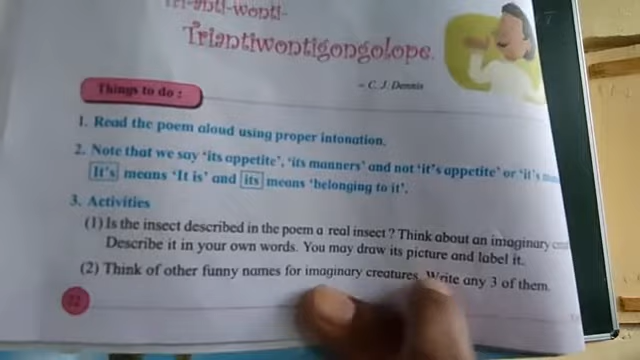 Tri-anti-wonti-
Triantiwontigongolope.
– C. J. Dennis
Things to do :
1. Read the poem aloud using proper intonation.
2. Note that we say ‘its appetite’, ‘its manners’ and not ‘it’s appetite’ or ‘it’s
It’s means ‘It is’ and its means ‘belonging to it’.
3. Activities
(1) Is the insect described in the poem a real insect ? Think about an imaginary
Describe it in your own words. You may draw its picture and label it.
(2) Think of other funny names for imaginary creatures. Write any 3 of them.